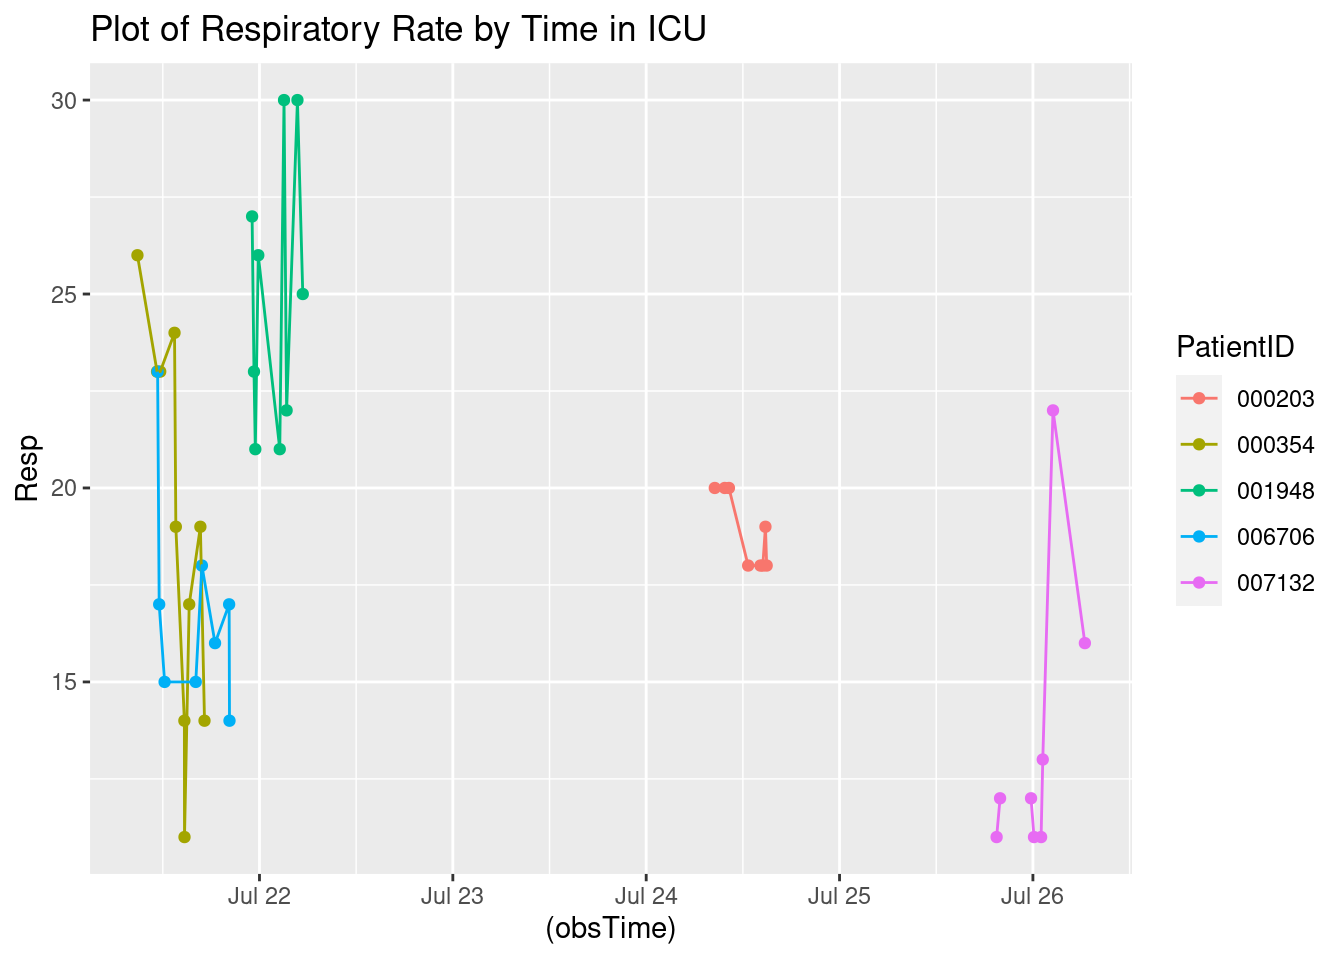 Plot of Respiratory Rate by Time in ICU
30
25
20
15
Resp
Jul 22
Jul 23
Jul 24
Jul 25
Jul 26
(obsTime)
PatientID
000203
000354
001948
006706
007132